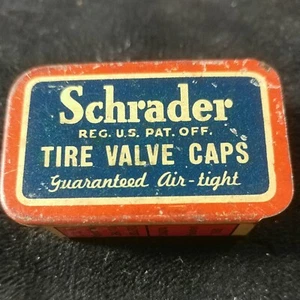 Schrader
REG. U.S. PAT. OFF.
TIRE VALVE CAPS
Guaranteed Air-tight